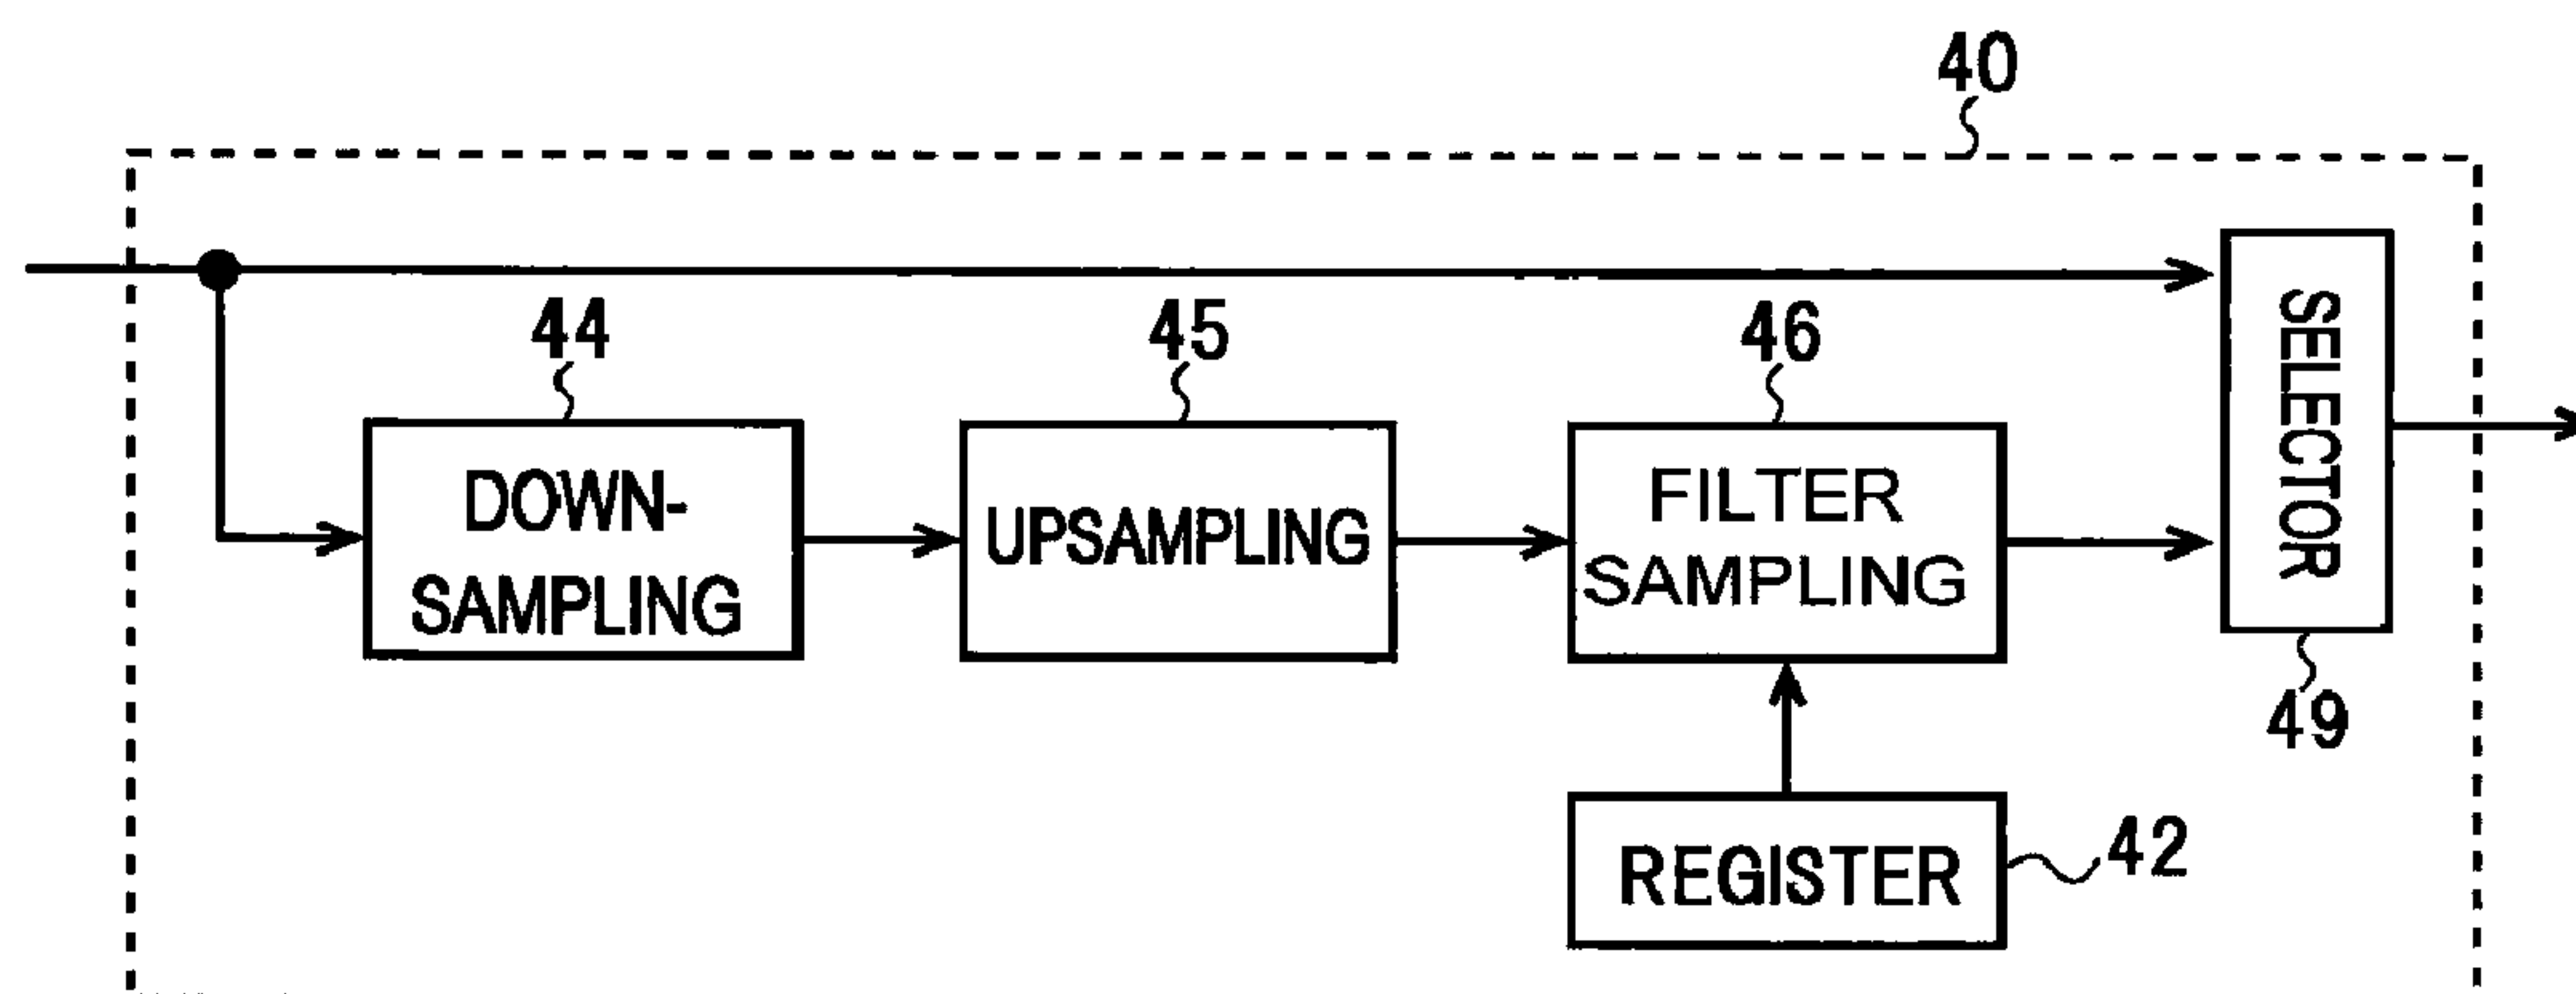 40
44
45
46
DOWN-
SAMPLING
UPSAMPLING
FILTER
SAMPLING
SELECTOR
49
REGISTER
42